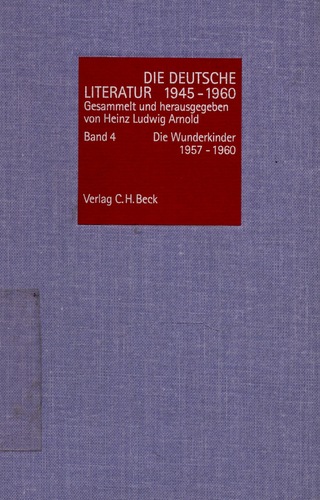 DIE DEUTSCHE
LITERATUR 1945-1960
Gesammelt und herausgegeben
von Heinz Ludwig Arnold
Band 4 Die Wunderkinder
1957-1960
Verlag C.H.Beck